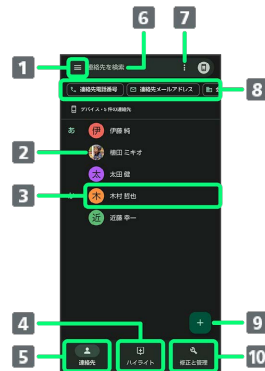 6 7
1
連絡先を検索
8
連絡先電話番号 連絡先メールアドレス
デバイス・5 件の連絡先
あ 伊 伊藤 純
2 植田 ミキオ
太 太田 健
3 か 木 木村 哲也
近 近藤 幸一
4
9
5 連絡先 ハイライト 修正と管理 10